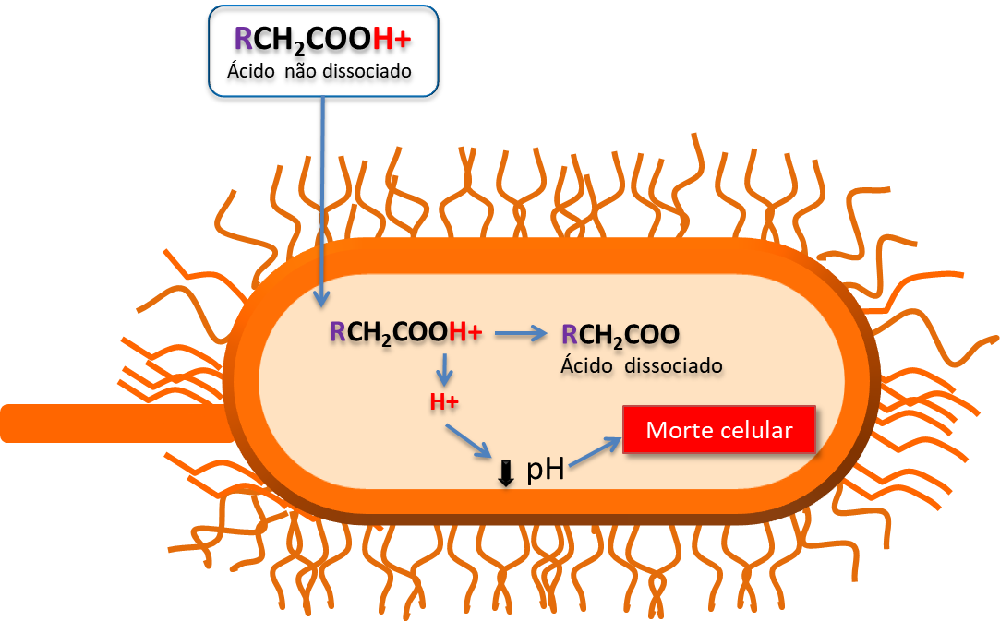 RCH₂COOH+
Ácido não dissociado
RCH₂COOH+
RCH₂COO
Ácido dissociado
H+
Morte celular
pH